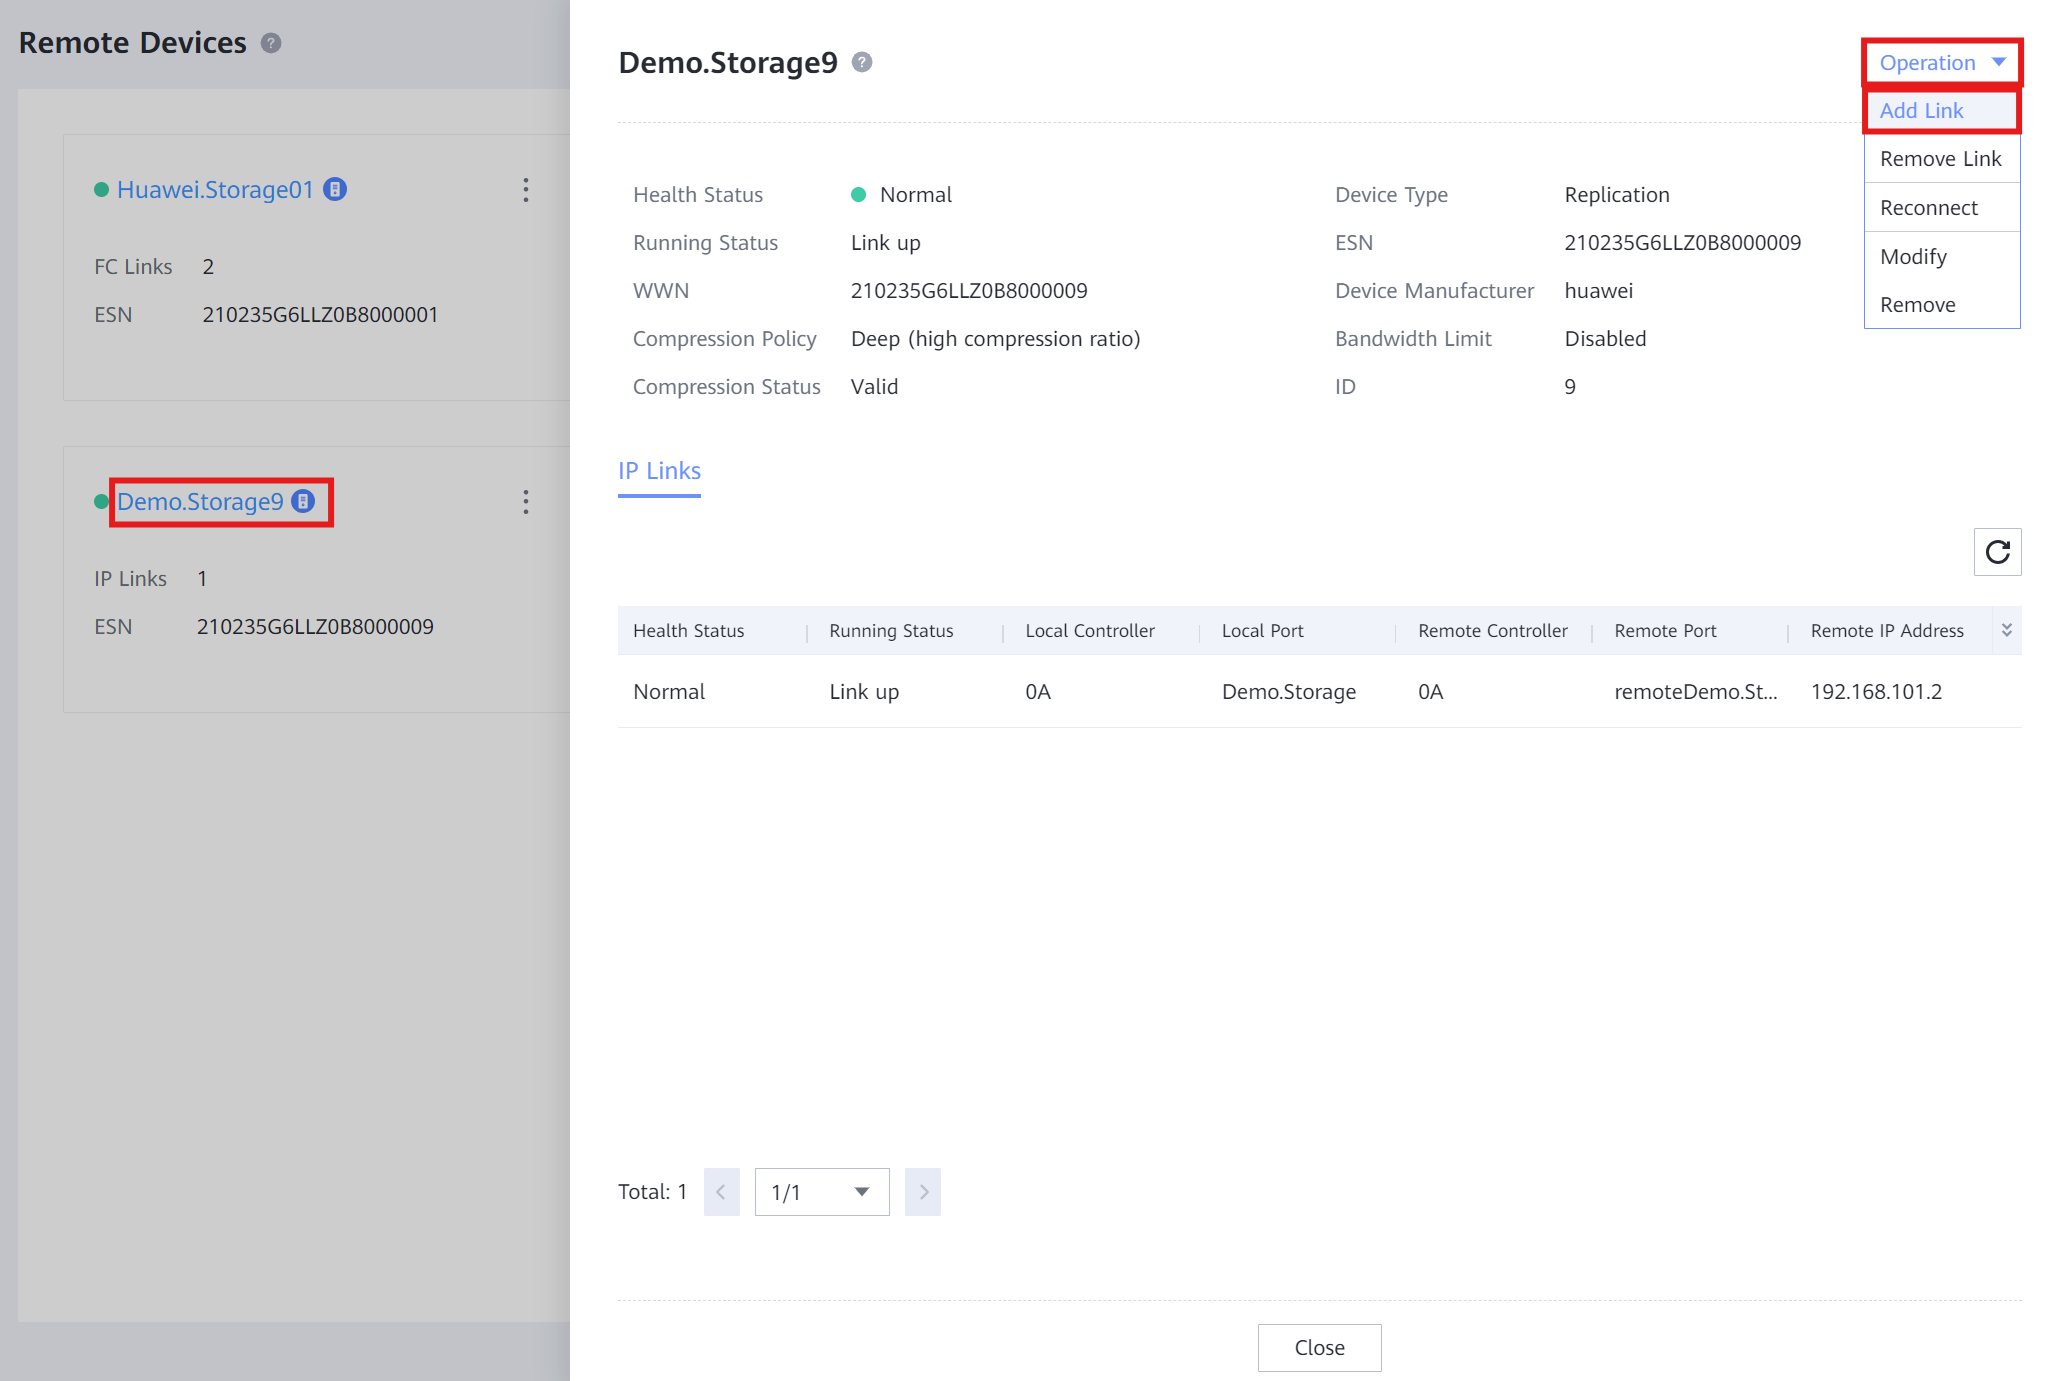 Remote Devices
Huawei.Storage01
FC Links 2
ESN 210235G6LLZ0B8000001
Demo.Storage9
IP Links 1
ESN 210235G6LLZ0B8000009
Demo.Storage9
Operation
Add Link
Remove Link
Reconnect
Modify
Remove
Health Status Normal
Running Status Link up
WWN 210235G6LLZ0B8000009
Compression Policy Deep (high compression ratio)
Compression Status Valid
Device Type Replication
ESN 210235G6LLZ0B8000009
Device Manufacturer huawei
Bandwidth Limit Disabled
ID 9
IP Links
Health Status Running Status Local Controller Local Port Remote Controller Remote Port Remote IP Address
Normal Link up 0A Demo.Storage 0A remoteDemo.St... 192.168.101.2
Total: 1 < 1/1 >
Close